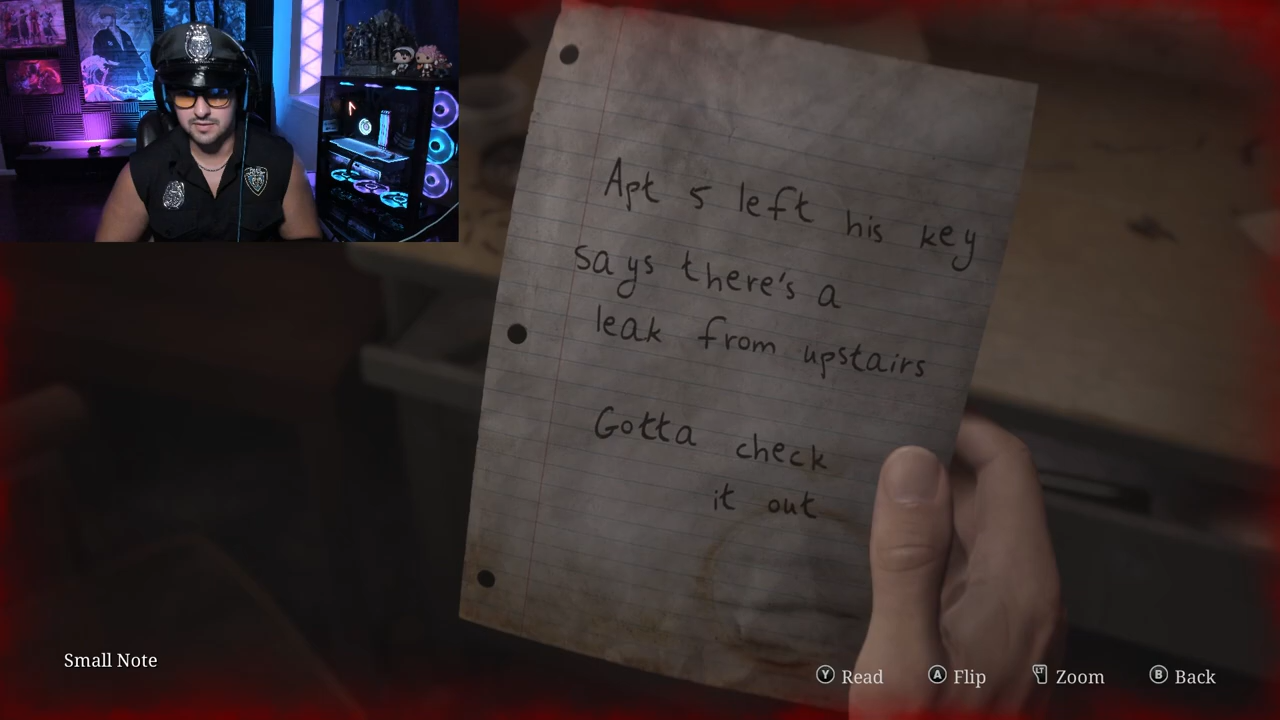 Apt 5 left his key
says there's a
leak from upstairs
Gotta check
it out
Small Note
Y Read
A Flip
LT Zoom
B Back